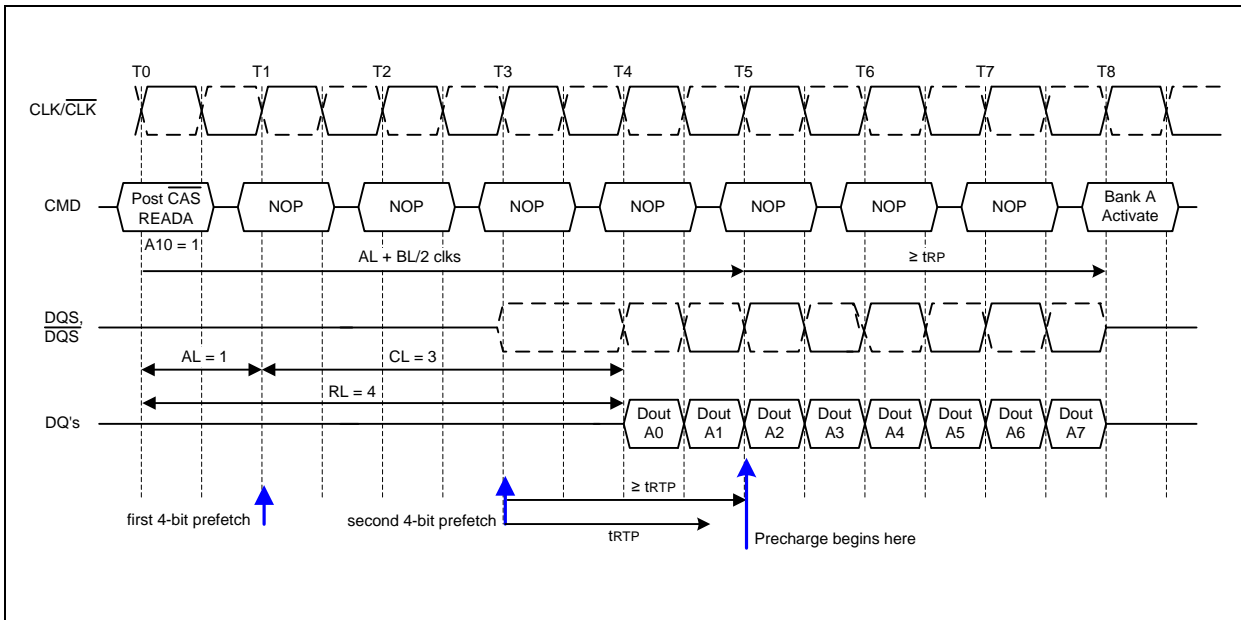 T0 T1 T2 T3 T4 T5 T6 T7 T8
CLK/CLK
CMD
Post CAS
READA
NOP NOP NOP NOP NOP NOP NOP
Bank A
Activate
A10 = 1
AL + BL/2 clks
≥ tRP
DQS,
DQS
AL = 1
CL = 3
RL = 4
DQ's
Dout
A0
Dout
A1
Dout
A2
Dout
A3
Dout
A4
Dout
A5
Dout
A6
Dout
A7
≥ tRTP
first 4-bit prefetch
second 4-bit prefetch
tRTP
Precharge begins here